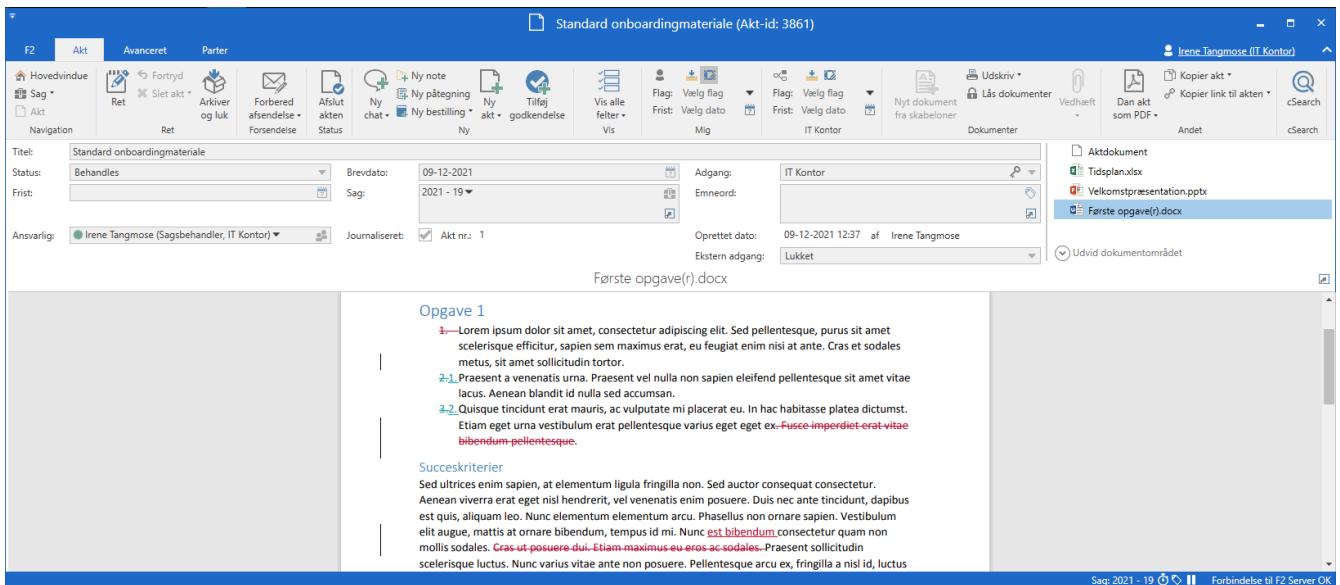 Standard onboardingmateriale (Akt-id: 3861)
F2 Akt Avanceret Parter
Irene Tangmose (IT Kontor)
Hovedvindue
Sag
Akt
Navigation
Ret
Fortryd
Slet akt
Arkiver og luk
Ret
Forbered afsendelse
Forsendelse
Afslut akten
Status
Ny chat
Ny note
Ny påtegning
Ny bestilling
Ny akt
Tilføj godkendelse
Ny
Vis alle felter
Vis
Flag: Vælg flag
Frist: Vælg dato
Mig
Flag: Vælg flag
Frist: Vælg dato
IT Kontor
Nyt dokument fra skabeloner
Udskriv
Lås dokumenter
Vedhæft
Dokumenter
Dan akt som PDF
Kopier akt
Kopier link til akten
Andet
cSearch
cSearch
Titel: Standard onboardingmateriale
Status: Behandles
Brevdato: 09-12-2021
Adgang: IT Kontor
Frist:
Sag: 2021 - 19
Emneord:
Ansvarlig: Irene Tangmose (Sagsbehandler, IT Kontor)
Journaliseret: Akt nr.: 1
Oprettet dato: 09-12-2021 12:37 af Irene Tangmose
Ekstern adgang: Lukket
Aktdokument
Tidsplan.xlsx
Velkomstpræsentation.pptx
Første opgave(r).docx
Udvid dokumentområdet
Første opgave(r).docx
Opgave 1
1. Lorem ipsum dolor sit amet, consectetur adipiscing elit. Sed pellentesque, purus sit amet
scelerisque efficitur, sapien sem maximus erat, eu feugiat enim nisi at ante. Cras et sodales
metus, sit amet sollicitudin tortor.
2.1. Praesent a venenatis urna. Praesent vel nulla non sapien eleifend pellentesque sit amet vitae
lacus. Aenean blandit id nulla sed accumsan.
3.2. Quisque tincidunt erat mauris, ac vulputate mi placerat eu. In hac habitasse platea dictumst.
Etiam eget urna vestibulum erat pellentesque varius eget eget ex. Fusce imperdiet erat vitae
bibendum pellentesque.
Succeskriterier
Sed ultrices enim sapien, at elementum ligula fringilla non. Sed auctor consequat consectetur.
Aenean viverra erat eget nisl hendrerit, vel venenatis enim posuere. Duis nec ante tincidunt, dapibus
est quis, aliquam leo. Nunc elementum elementum arcu. Phasellus non ornare sapien. Vestibulum
elit augue, mattis at ornare bibendum, tempus id mi. Nunc est bibendum consectetur quam non
mollis sodales. Cras ut posuere dui. Etiam maximus eu eros ac sodales. Praesent sollicitudin
scelerisque luctus. Nunc varius vitae ante non posuere. Pellentesque arcu ex, fringilla a nisl id, luctus
Sag: 2021 - 19
Forbindelse til F2 Server OK